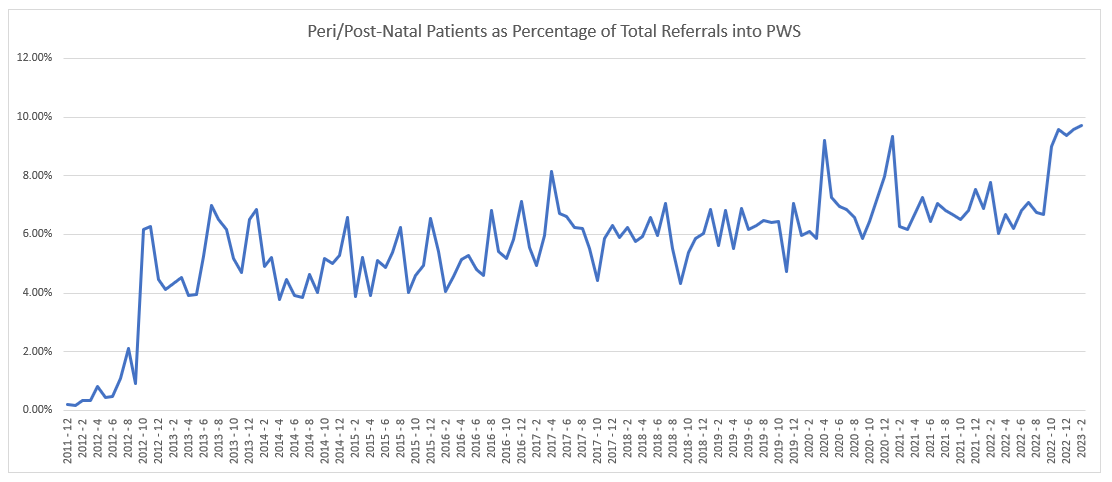 Peri/Post-Natal Patients as Percentage of Total Referrals into PWS
12.00%
10.00%
8.00%
6.00%
4.00%
2.00%
0.00%
2011 - 12
2012 - 2
2012 - 4
2012 - 6
2012 - 8
2012 - 10
2012 - 12
2013 - 2
2013 - 4
2013 - 6
2013 - 8
2013 - 10
2013 - 12
2014 - 2
2014 - 4
2014 - 6
2014 - 8
2014 - 10
2014 - 12
2015 - 2
2015 - 4
2015 - 6
2015 - 8
2015 - 10
2015 - 12
2016 - 2
2016 - 4
2016 - 6
2016 - 8
2016 - 10
2016 - 12
2017 - 2
2017 - 4
2017 - 6
2017 - 8
2017 - 10
2017 - 12
2018 - 2
2018 - 4
2018 - 6
2018 - 8
2018 - 10
2018 - 12
2019 - 2
2019 - 4
2019 - 6
2019 - 8
2019 - 10
2019 - 12
2020 - 2
2020 - 4
2020 - 6
2020 - 8
2020 - 10
2020 - 12
2021 - 2
2021 - 4
2021 - 6
2021 - 8
2021 - 10
2021 - 12
2022 - 2
2022 - 4
2022 - 6
2022 - 8
2022 - 10
2022 - 12
2023 - 2